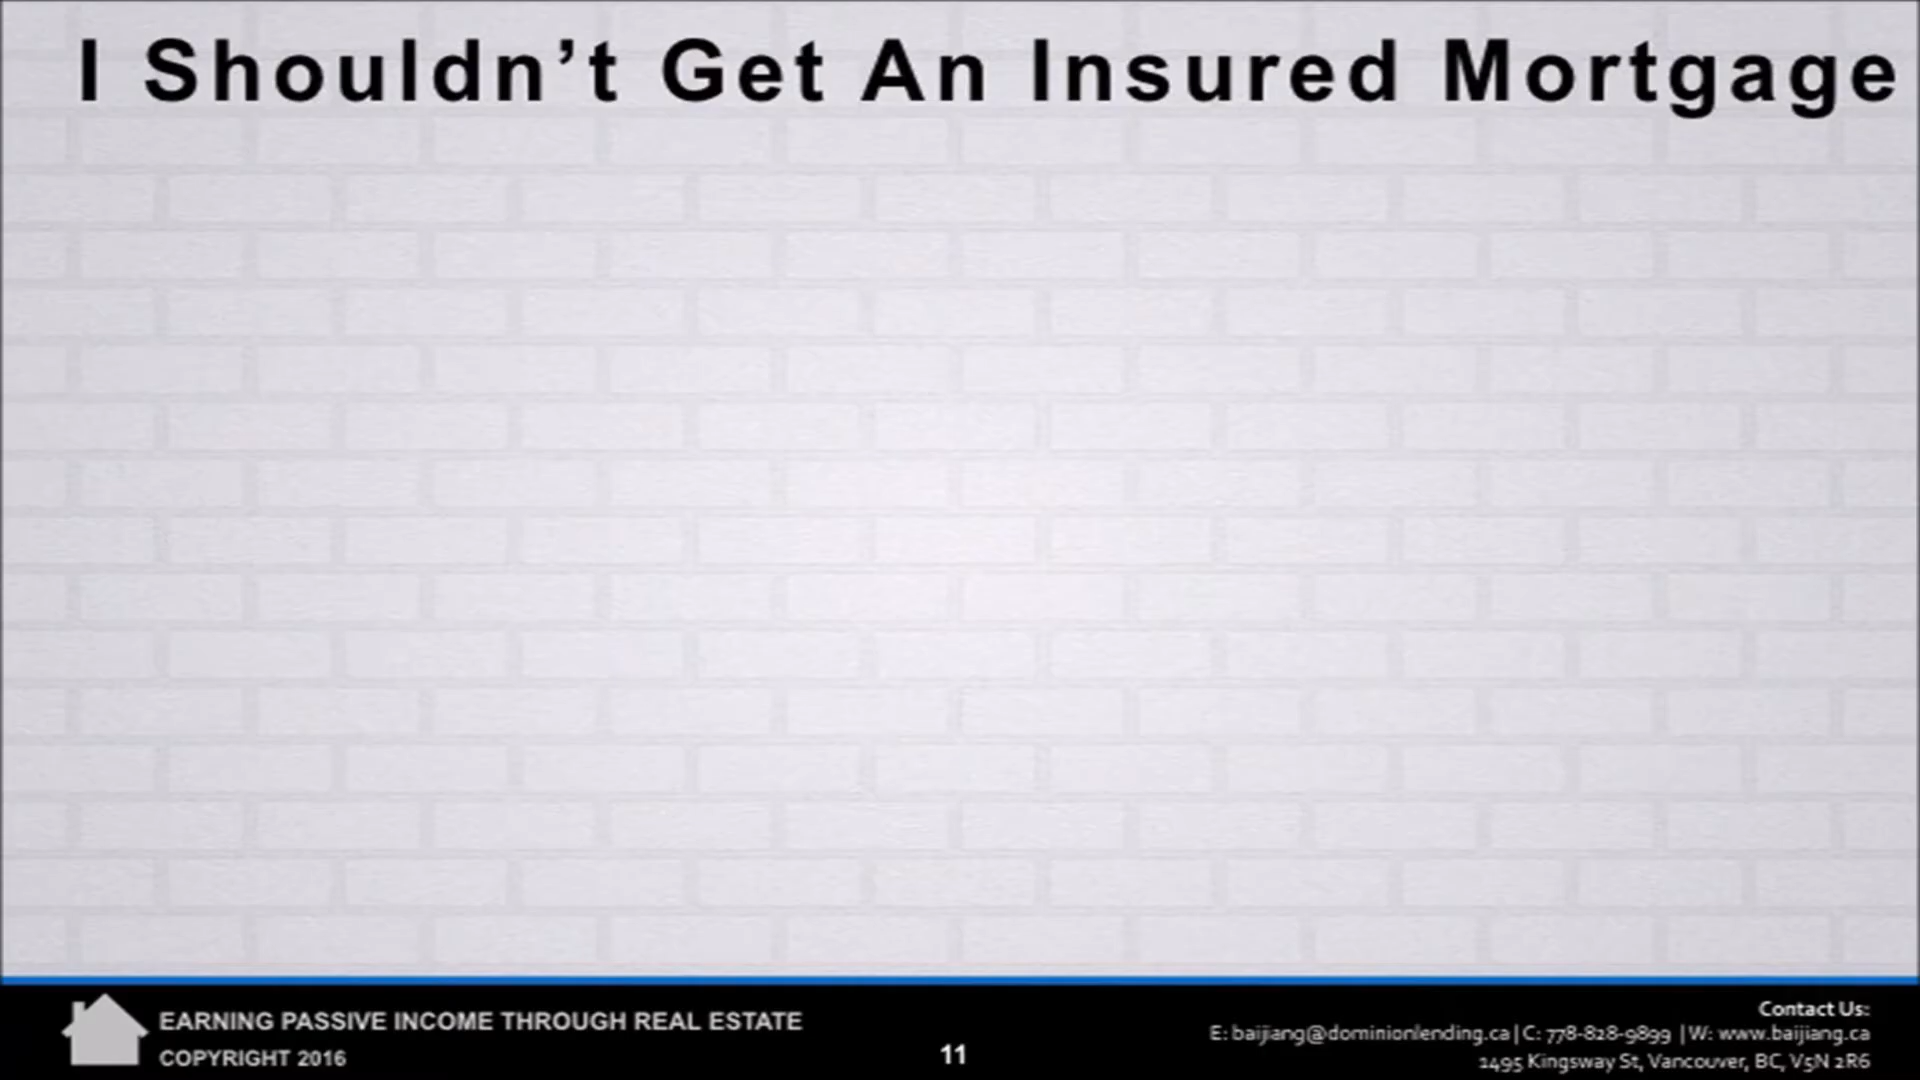 I Shouldn’t Get An Insured Mortgage
EARNING PASSIVE INCOME THROUGH REAL ESTATE
COPYRIGHT 2016
11
Contact Us:
E: baijiang@dominionlending.ca | C: 778-828-9899 | W: www.baijiang.ca
2495 Kingsway St, Vancouver, BC, V5N 2R6